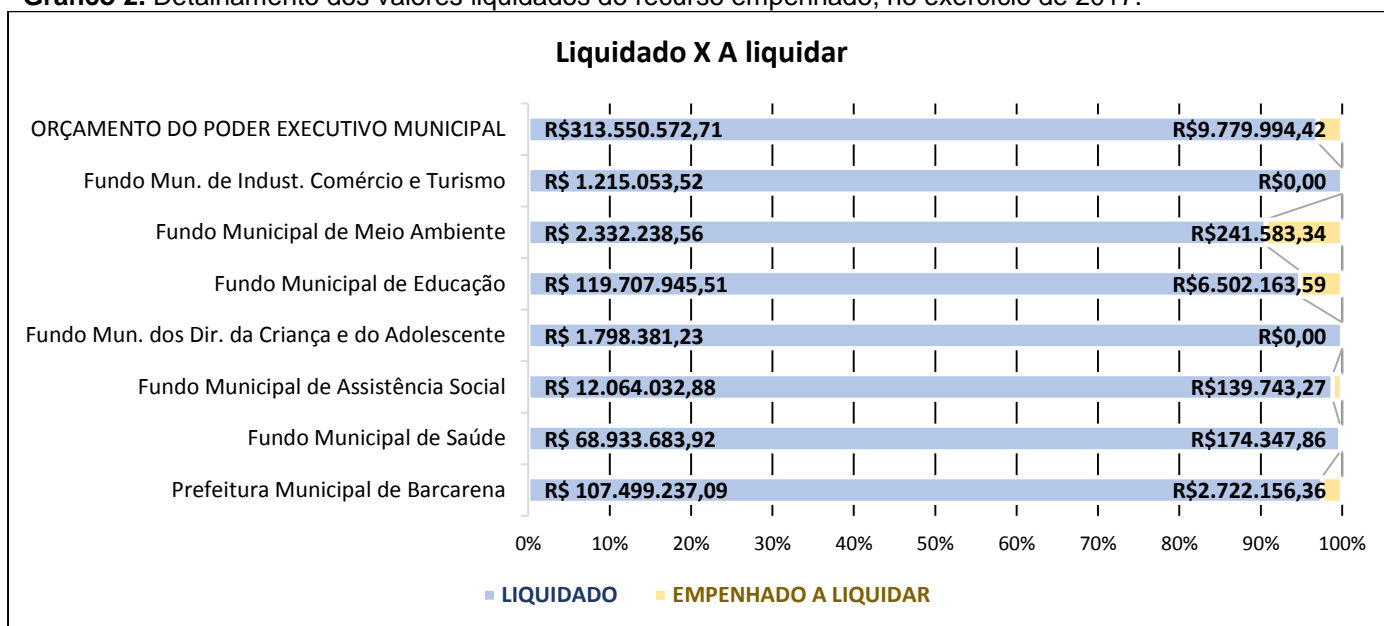 Gráfico 2. Detalhamento dos valores liquidados do recurso empenhado, no exercício de 2017.
Liquidado X A liquidar
ORÇAMENTO DO PODER EXECUTIVO MUNICIPAL R$313.550.572,71 R$9.779.994,42
Fundo Mun. de Indust. Comércio e Turismo R$ 1.215.053,52 R$0,00
Fundo Municipal de Meio Ambiente R$ 2.332.238,56 R$241.583,34
Fundo Municipal de Educação R$ 119.707.945,51 R$6.502.163,59
Fundo Mun. dos Dir. da Criança e do Adolescente R$ 1.798.381,23 R$0,00
Fundo Municipal de Assistência Social R$ 12.064.032,88 R$139.743,27
Fundo Municipal de Saúde R$ 68.933.683,92 R$174.347,86
Prefeitura Municipal de Barcarena R$ 107.499.237,09 R$2.722.156,36
0% 10% 20% 30% 40% 50% 60% 70% 80% 90% 100%
LIQUIDADO EMPENHADO A LIQUIDAR